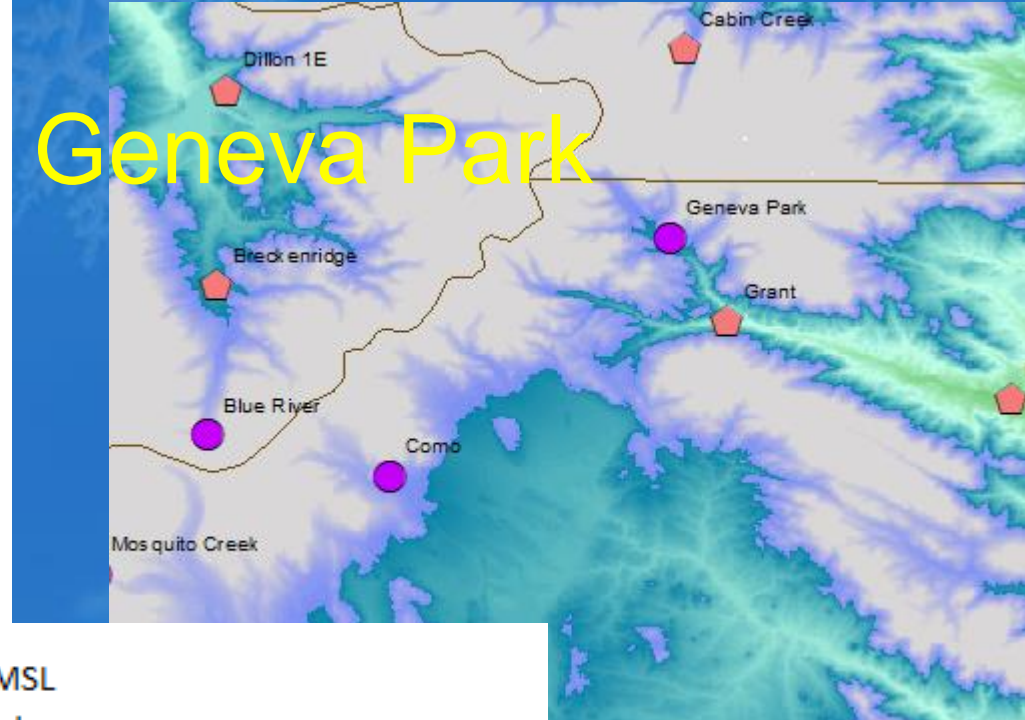 Cabin Creek
Dillon 1E
Geneva Park
Geneva Park
Breckenridge
Grant
Blue River
Como
Mosquito Creek
MSL